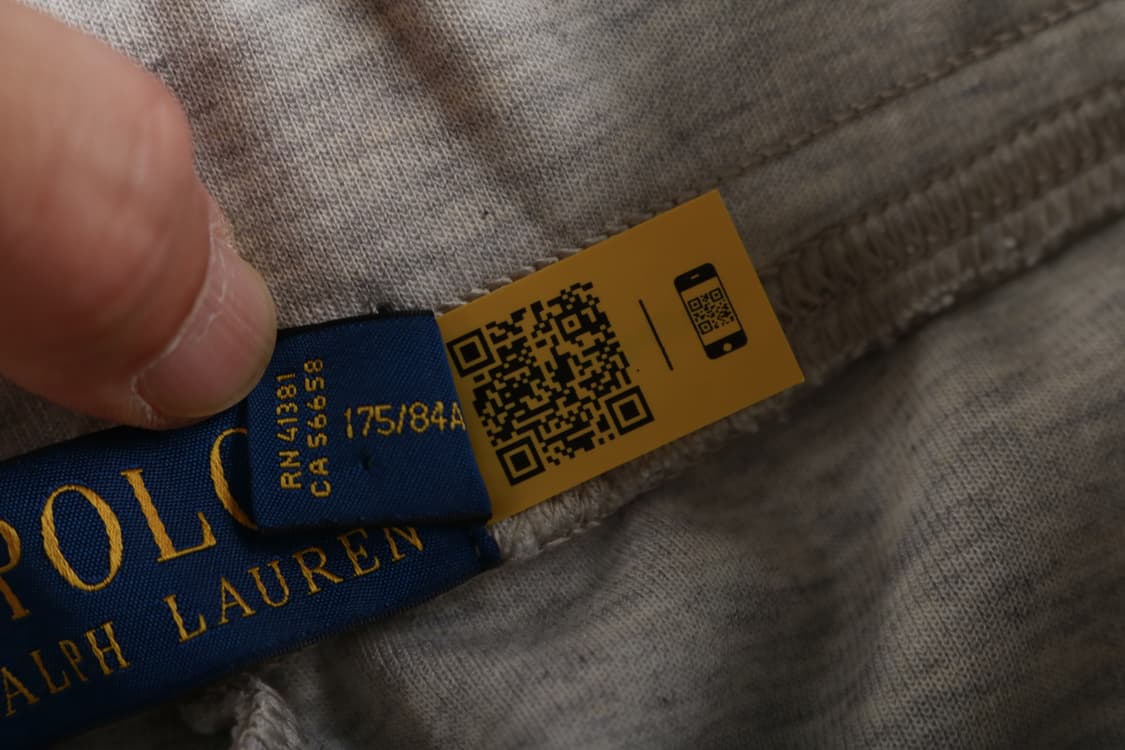 RN 41381
CA 56658
175/84A
POLO
RALPH LAUREN